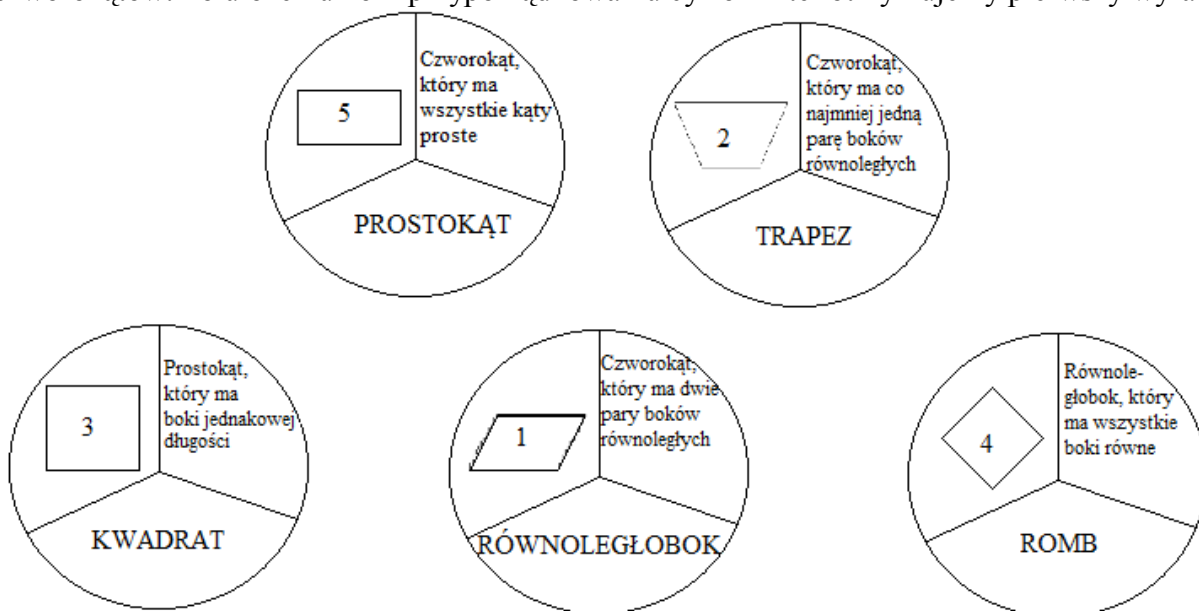 5
Czworokąt,
który ma
wszystkie kąty
proste
PROSTOKĄT
2
Czworokąt,
który ma co
najmniej jedną
parę boków
równoległych
TRAPEZ
3
Prostokąt,
który ma
boki jednakowej
długości
KWADRAT
1
Czworokąt,
który ma dwie
pary boków
równoległych
RÓWNOLEGŁOBOK
4
Równole-
głobok, który
ma wszystkie
boki równe
ROMB